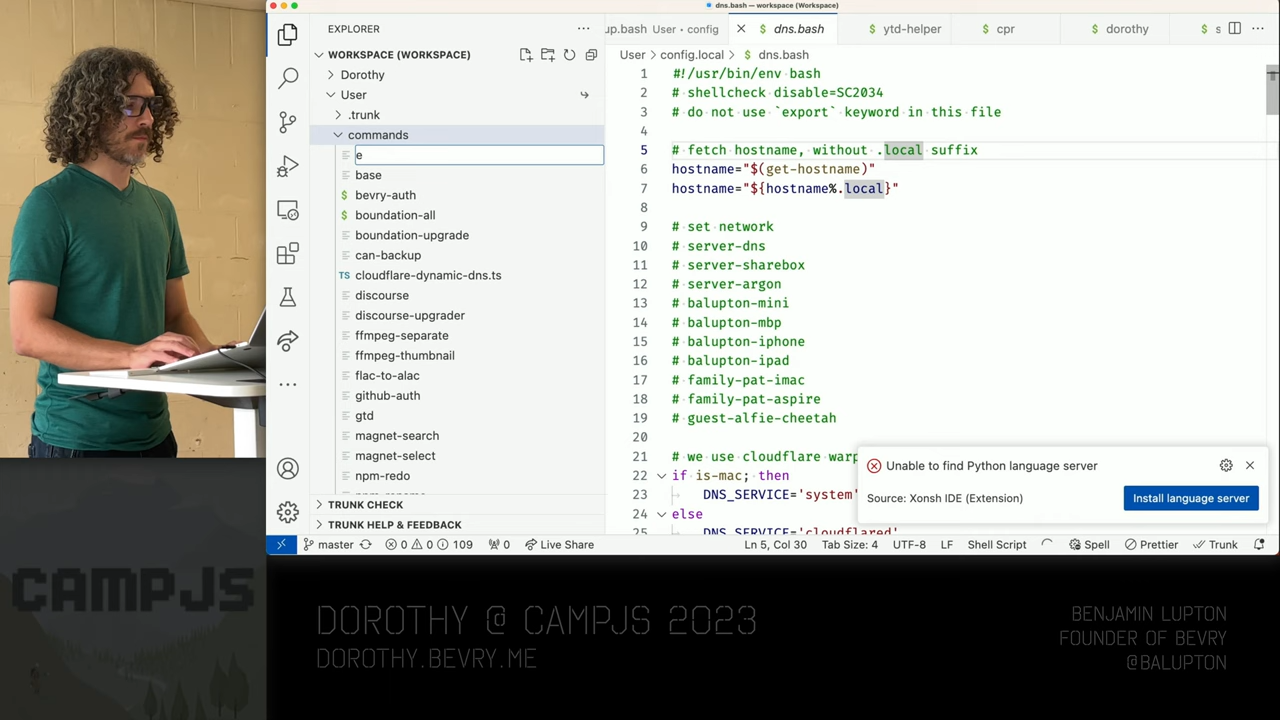 dns.bash — workspace (Workspace)
EXPLORER
up.bash User • config
dns.bash
ytd-helper
cpr
dorothy
s
WORKSPACE (WORKSPACE)
User
config.local
dns.bash
Dorothy
User
.trunk
commands
e
base
bevry-auth
boundation-all
boundation-upgrade
can-backup
TS cloudflare-dynamic-dns.ts
discourse
discourse-upgrader
ffmpeg-separate
ffmpeg-thumbnail
flac-to-alac
github-auth
gtd
magnet-search
magnet-select
npm-redo
TRUNK CHECK
TRUNK HELP & FEEDBACK
1 #!/usr/bin/env bash
2 # shellcheck disable=SC2034
3 # do not use `export` keyword in this file
4
5 # fetch hostname, without .local suffix
6 hostname="$(get-hostname)"
7 hostname="${hostname%.local}"
8
9 # set network
10 # server-dns
11 # server-sharebox
12 # server-argon
13 # balupton-mini
14 # balupton-mbp
15 # balupton-iphone
16 # balupton-ipad
17 # family-pat-imac
18 # family-pat-aspire
19 # guest-alfie-cheetah
20
21 # we use cloudflare warp
22 if is-mac; then
23 DNS_SERVICE='system'
24 else
25 DNS_SERVICE='cloudflared'
Unable to find Python language server
Source: Xonsh IDE (Extension)
Install language server
master
0 0 109
0
Live Share
Ln 5, Col 30
Tab Size: 4
UTF-8
LF
Shell Script
Spell
Prettier
Trunk
CAMPJS
DOROTHY @ CAMPJS 2023
DOROTHY.BEVRY.ME
BENJAMIN LUPTON
FOUNDER OF BEVRY
@BALUPTON